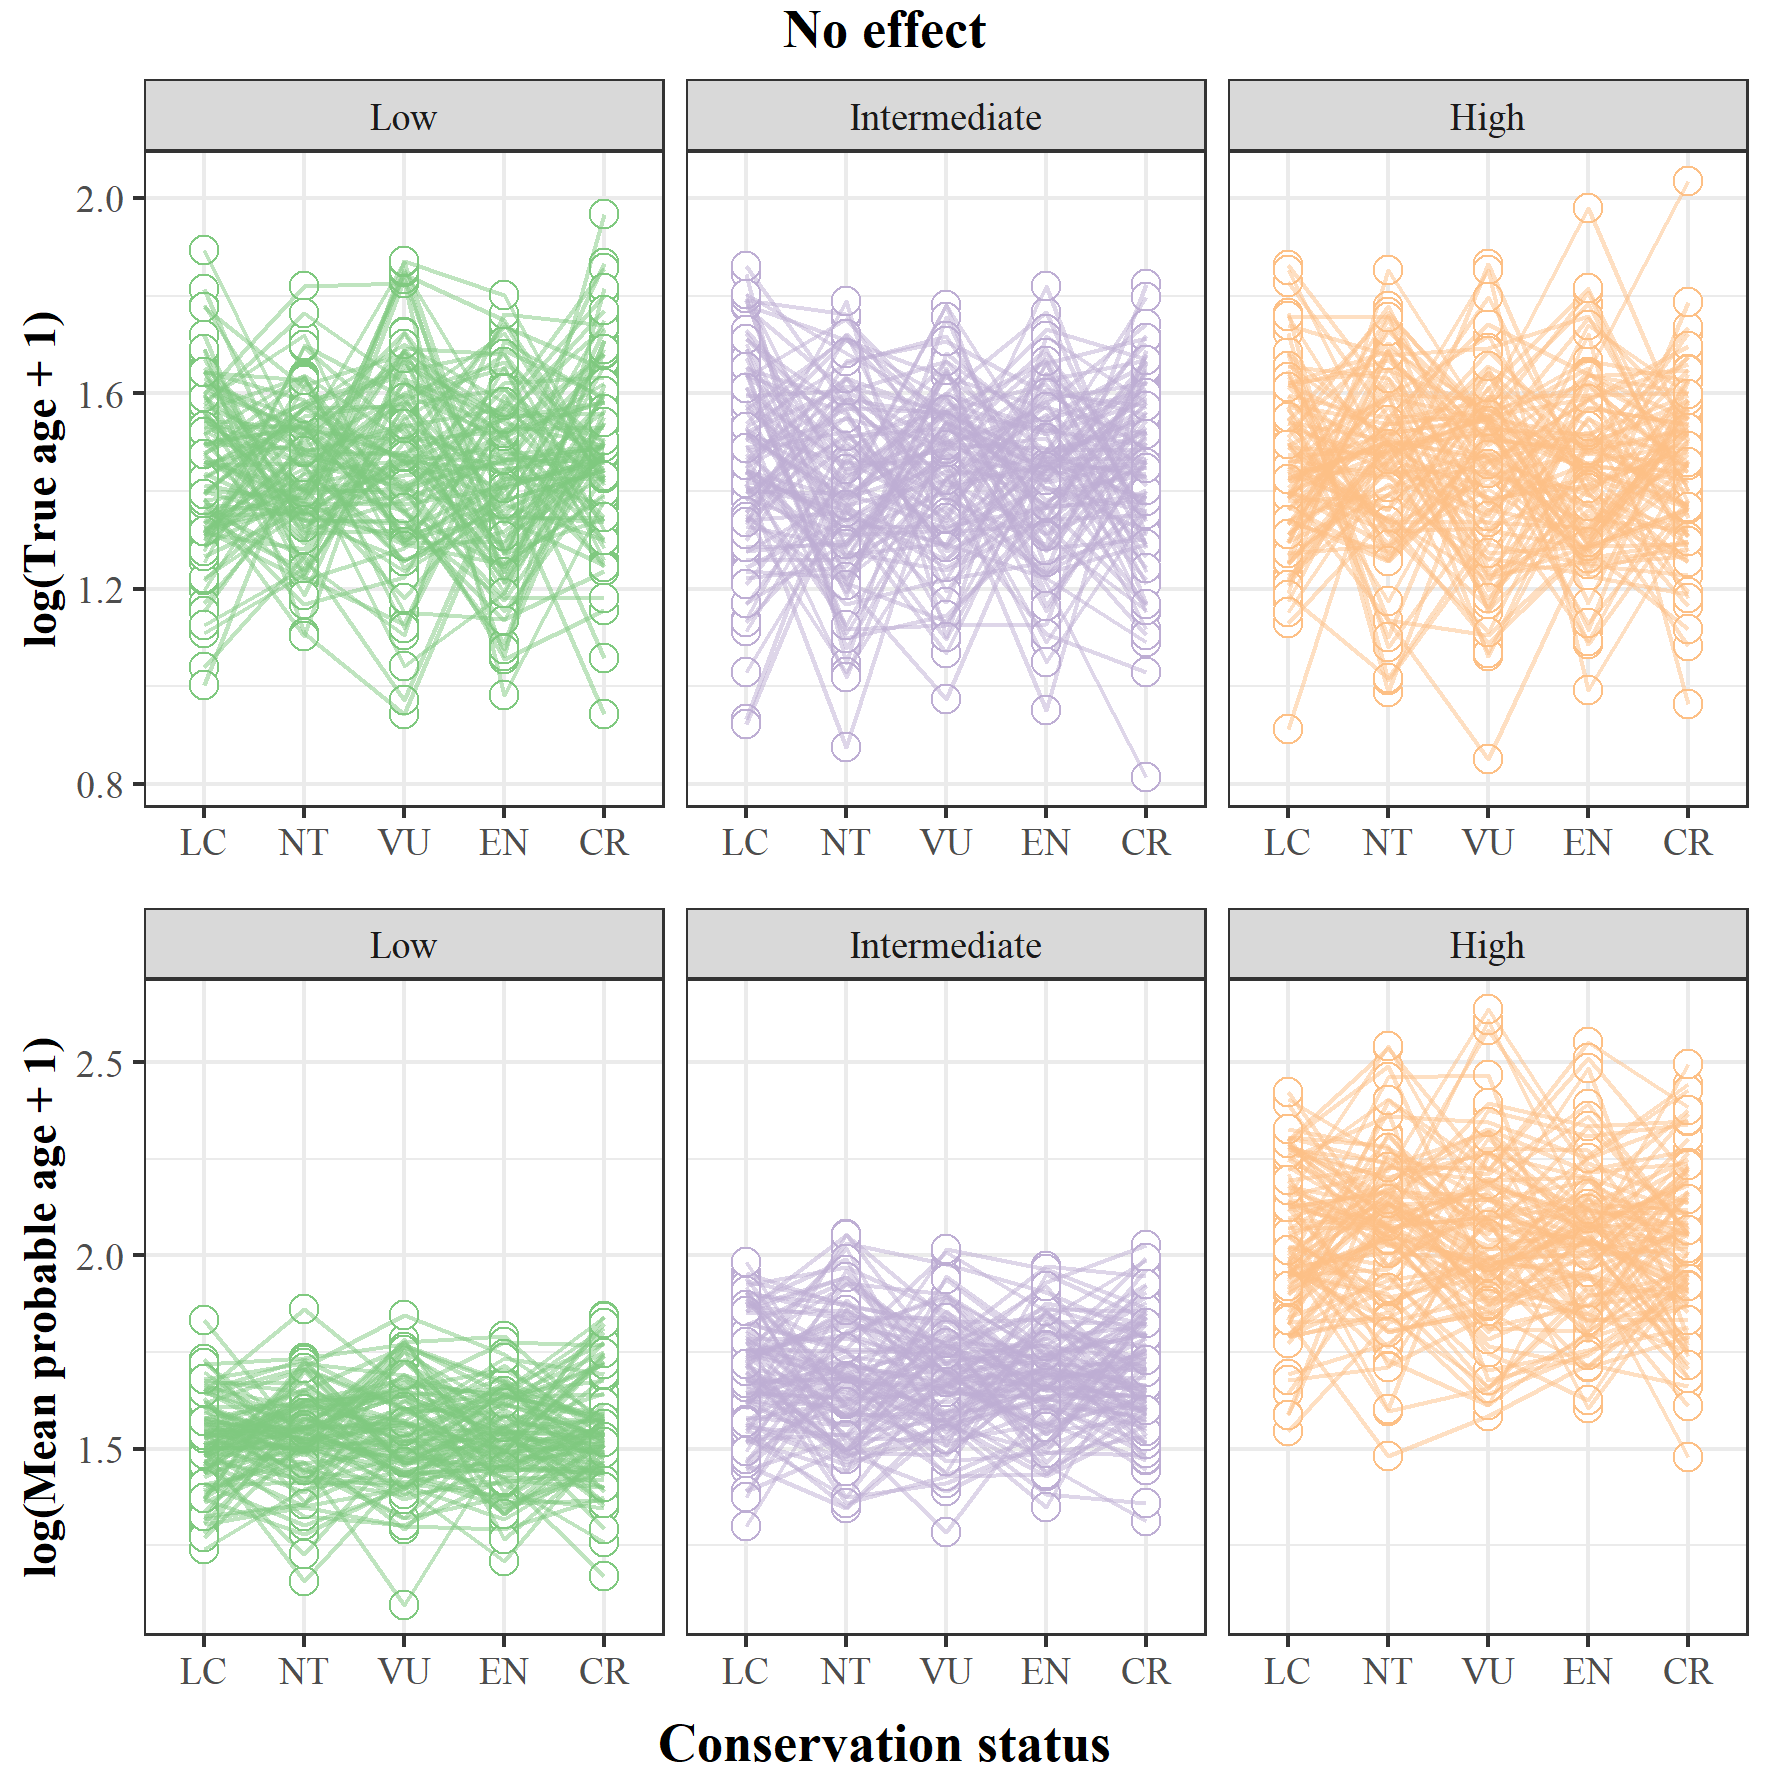 No effect
Low
Intermediate
High
log(True age + 1)
2.0
1.6
1.2
0.8
LC NT VU EN CR
LC NT VU EN CR
LC NT VU EN CR
Low
Intermediate
High
log(Mean probable age + 1)
2.5
2.0
1.5
LC NT VU EN CR
LC NT VU EN CR
LC NT VU EN CR
Conservation status